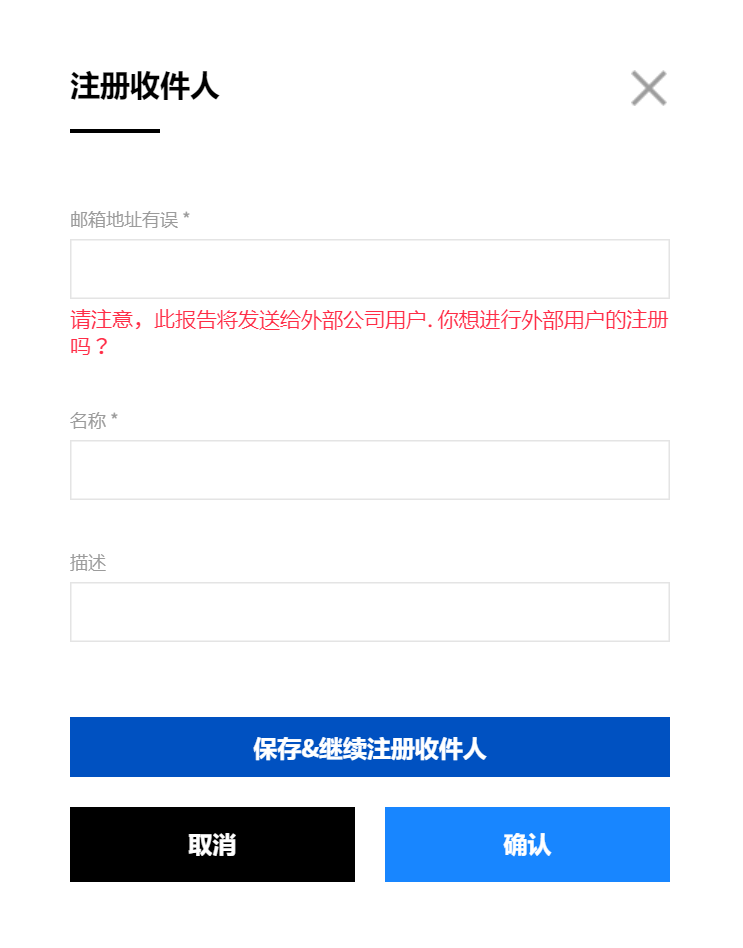 注册收件人
邮箱地址有误 *
请注意，此报告将发送给外部公司用户. 你想进行外部用户的注册
吗？
名称 *
描述
保存&继续注册收件人
取消
确认